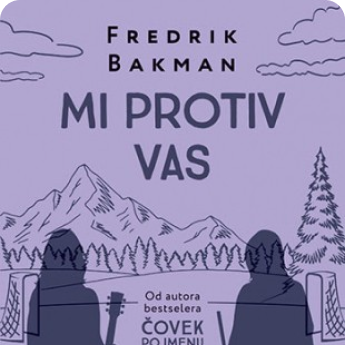 FREDRIK
BAKMAN
MI PROTIV
VAS
Od autora
bestselera
ČOVEK
PO IMENU